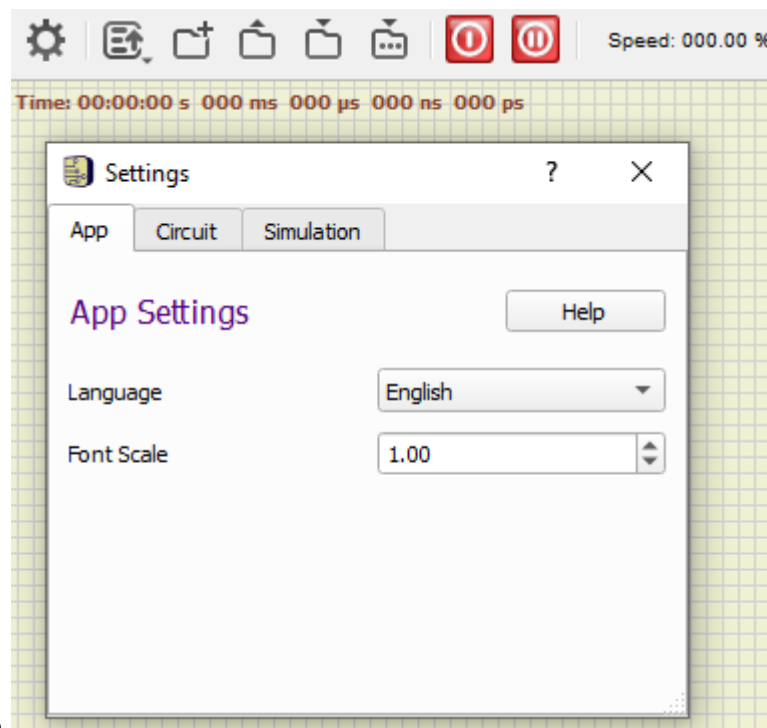 Speed: 000.00 %
Time: 00:00:00 s 000 ms 000 µs 000 ns 000 ps
Settings ?
App Circuit Simulation
App Settings Help
Language English
Font Scale 1.00